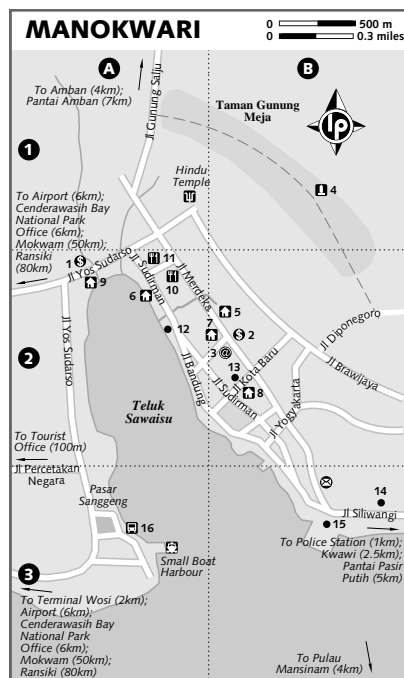 MANOKWARI
0 500 m
0 0.3 miles
A
B
To Amban (4km);
Pantai Amban (7km)
Jl Gunung Salju
Taman Gunung
Meja
lp
1
Hindu
Temple
4
To Airport (6km);
Cenderawasih Bay
National Park
Office (6km);
Mokwam (50km);
Ransiki
(80km)
1
Jl Yos Sudarso
9
11
10
Jl Sudirman
Jl Merdeka
6
5
7
2
12
3
13
8
Jl Bandung
Jl Sudirman
Jl Kota Baru
Jl Yogyakarta
Jl Diponegoro
Jl Brawijaya
2
Jl Yos Sudarso
Teluk
Sawaisu
To Tourist
Office (100m)
Jl Percetakan
Negara
Pasar
Sanggeng
16
Small Boat
Harbour
14
Jl Siliwangi
15
To Police Station (1km);
Kwawi (2.5km);
Pantai Pasir
Putih (5km)
3
To Terminal Wosi (2km);
Airport (6km);
Cenderawasih Bay
National Park
Office (6km);
Mokwam (50km);
Ransiki (80km)
To Pulau
Mansinam (4km)